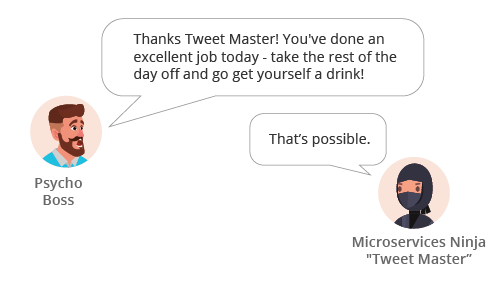 Thanks Tweet Master! You've done an
excellent job today - take the rest of the
day off and go get yourself a drink!
That’s possible.
Psycho
Boss
Microservices Ninja
"Tweet Master”